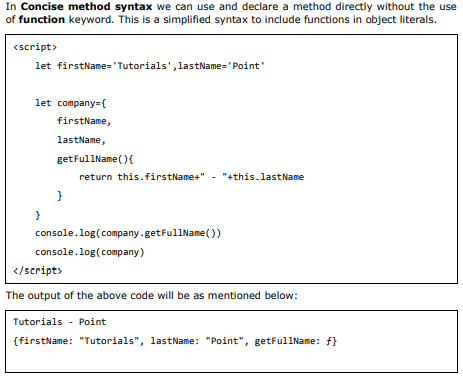 In Concise method syntax we can use and declare a method directly without the use
of function keyword. This is a simplified syntax to include functions in object literals.
<script>
let firstName='Tutorials',lastName='Point'
let company={
firstName,
lastName,
getFullName(){
return this.firstName+" - "+this.lastName
}
}
console.log(company.getFullName())
console.log(company)
</script>
The output of the above code will be as mentioned below:
Tutorials - Point
{firstName: "Tutorials", lastName: "Point", getFullName: ƒ}